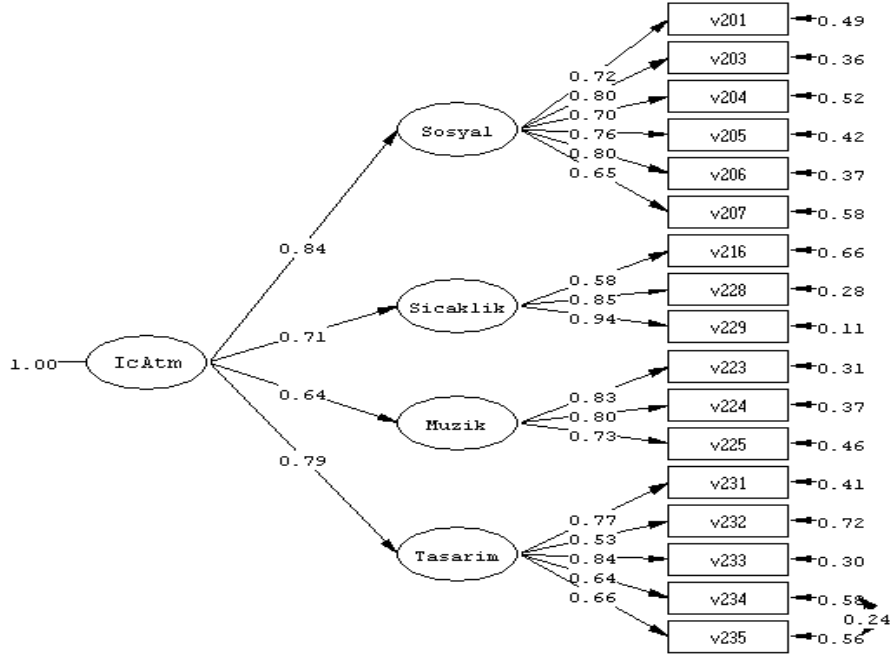 v201 0.49
0.72
v203 0.36
0.80
v204 0.52
0.70
Sosyal
0.76
v205 0.42
0.80
v206 0.37
0.65
v207 0.58
0.84
v216 0.66
0.58
v228 0.28
0.85
Sicaklik
0.94
v229 0.11
0.71
1.00 IcAtm
v223 0.31
0.64
0.83
v224 0.37
0.80
Muzik
0.73
v225 0.46
0.79
v231 0.41
0.77
v232 0.72
0.53
Tasarim
0.84
v233 0.30
0.64
v234 0.58
0.66
0.24
v235 0.56